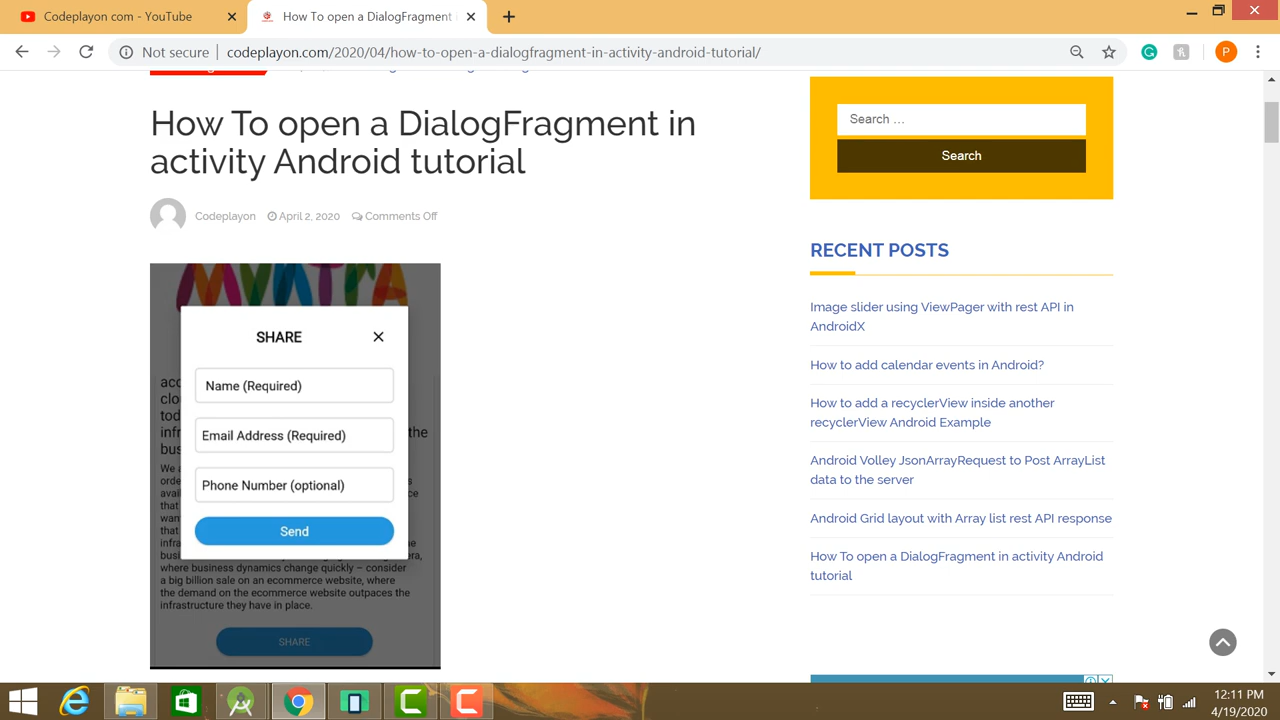 Codeplayon com - YouTube
How To open a DialogFragment
Not secure
codeplayon.com/2020/04/how-to-open-a-dialogfragment-in-activity-android-tutorial/
P
How To open a DialogFragment in
activity Android tutorial
Codeplayon April 2, 2020 Comments Off
SHARE
Name (Required)
Email Address (Required)
Phone Number (optional)
Send
the
where business dynamics change quickly – consider
a big billion sale on an ecommerce website, where
the demand on the ecommerce website outpaces the
infrastructure they have in place.
SHARE
Search …
Search
RECENT POSTS
Image slider using ViewPager with rest API in
AndroidX
How to add calendar events in Android?
How to add a recyclerView inside another
recyclerView Android Example
Android Volley JsonArrayRequest to Post ArrayList
data to the server
Android Grid layout with Array list rest API response
How To open a DialogFragment in activity Android
tutorial
12:11 PM
4/19/2020